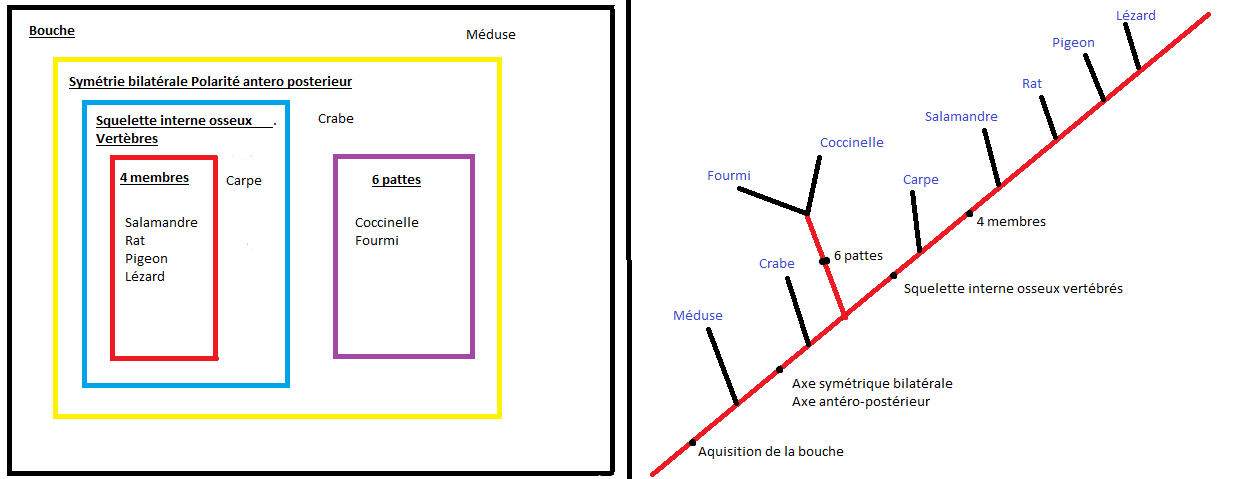 Bouche
Méduse
Symétrie bilatérale Polarité antero posterieur
Squelette interne osseux .
Vertèbres
Crabe
4 membres
Carpe
6 pattes
Salamandre
Rat
Pigeon
Lézard
Coccinelle
Fourmi
Lézard
Pigeon
Rat
Salamandre
Coccinelle
Fourmi
Carpe
4 membres
6 pattes
Crabe
Squelette interne osseux vertébrés
Méduse
Axe symétrique bilatérale
Axe antéro-postérieur
Aquisition de la bouche